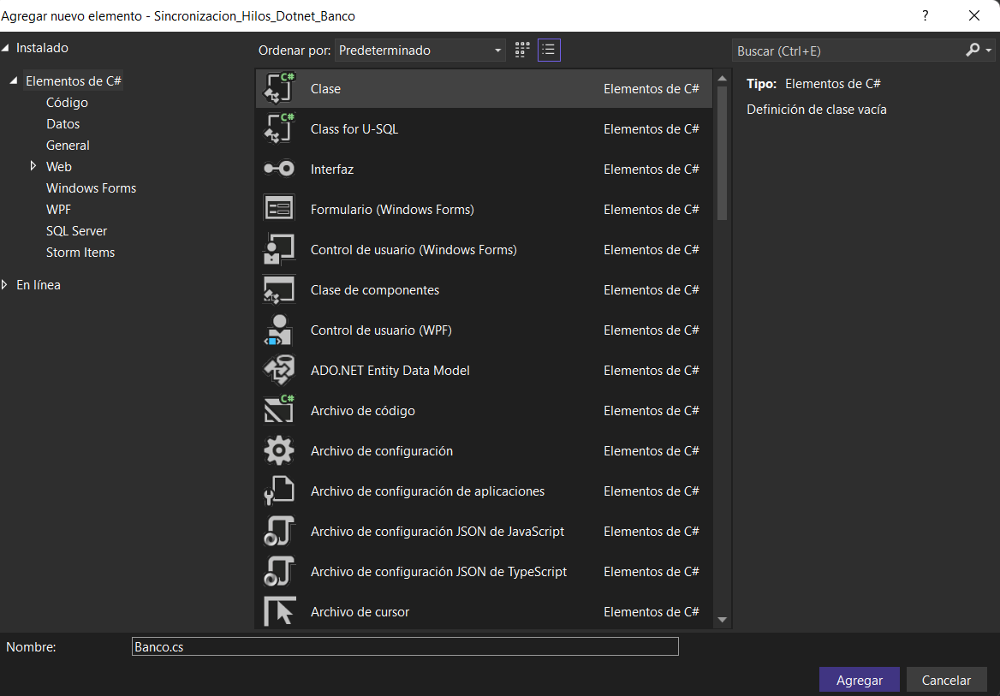 Agregar nuevo elemento - Sincronizacion_Hilos_Dotnet_Banco
?
Instalado
Ordenar por: Predeterminado
Buscar (Ctrl+E)
Elementos de C#
Código
Datos
General
Web
Windows Forms
WPF
SQL Server
Storm Items
En línea
C# Clase Elementos de C#
C# Class for U-SQL Elementos de C#
Interfaz Elementos de C#
Formulario (Windows Forms) Elementos de C#
Control de usuario (Windows Forms) Elementos de C#
Clase de componentes Elementos de C#
Control de usuario (WPF) Elementos de C#
ADO.NET Entity Data Model Elementos de C#
C# Archivo de código Elementos de C#
Archivo de configuración Elementos de C#
Archivo de configuración de aplicaciones Elementos de C#
Archivo de configuración JSON de JavaScript Elementos de C#
Archivo de configuración JSON de TypeScript Elementos de C#
Archivo de cursor Elementos de C#
Tipo: Elementos de C#
Definición de clase vacía
Nombre: Banco.cs
Agregar Cancelar